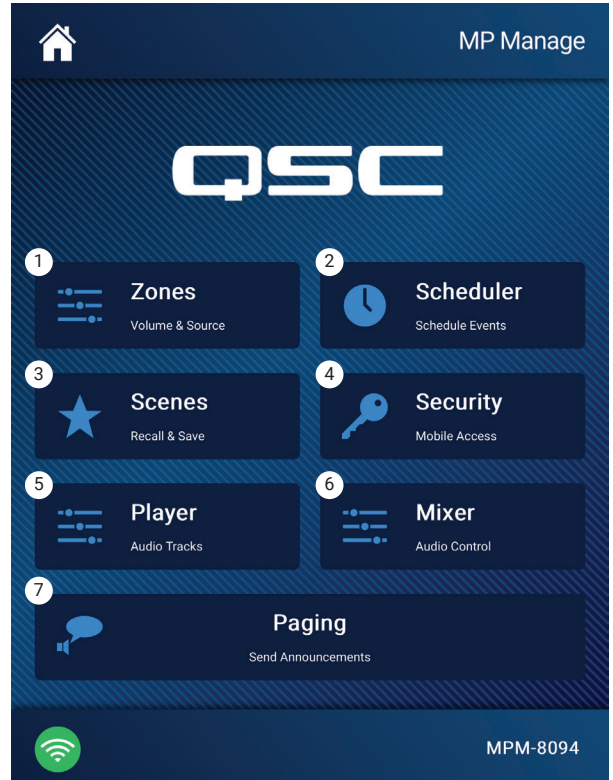 MP Manage
QSC
1
2
Zones
Scheduler
Volume & Source
Schedule Events
3
4
Scenes
Security
Recall & Save
Mobile Access
5
6
Player
Mixer
Audio Tracks
Audio Control
7
Paging
Send Announcements
MPM-8094